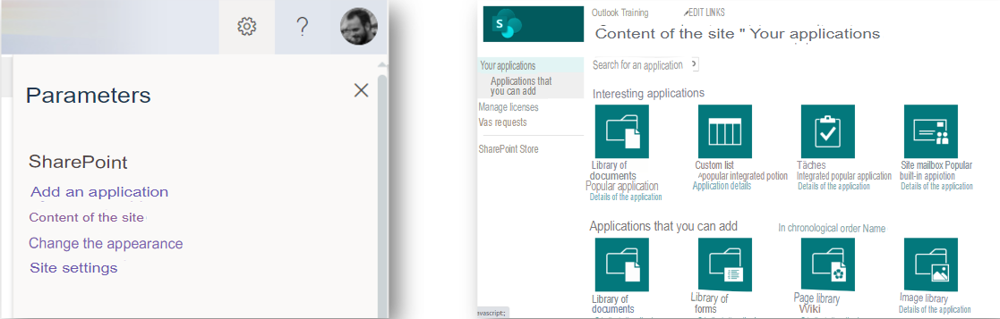 ?
Parameters
SharePoint
Add an application
Content of the site
Change the appearance
Site settings
S
Outlook Training
EDIT LINKS
Content of the site " Your applications
Your applications
Applications that
you can add
Manage licenses
Vas requests
SharePoint Store
Search for an application
Interesting applications
Library of
documents
Popular application
Details of the application
Custom list
Apopular integrated potion
Application details
Tâches
Integrated popular application
Details of the application
Site mailbox Popular
built-in appiotion
Details of the application
Applications that you can add
In chronological order Name
Library of
documents
Library of
forms
Page library
Wiki
Image library
Details of the application
avascript:;